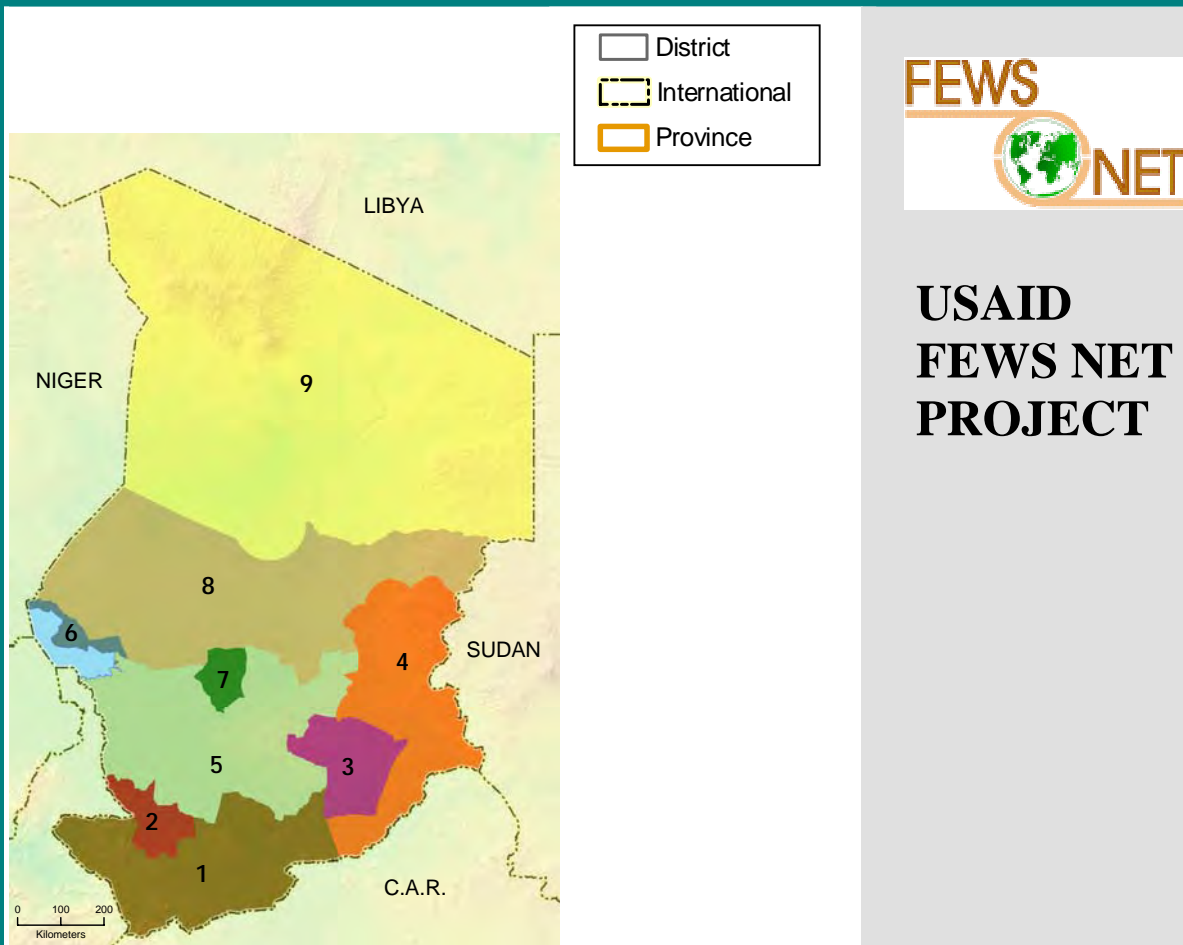 District
International
Province
FEWS
NET
USAID
FEWS NET
PROJECT
LIBYA
NIGER
9
8
6
7
4
SUDAN
5
3
2
1
C.A.R.
0 100 200
Kilometers